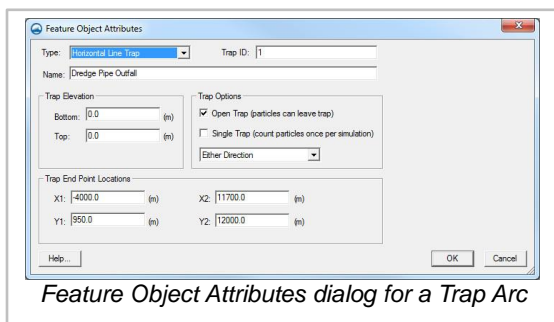 Feature Object Attributes
Type: Horizontal Line Trap Trap ID: 1
Name: Dredge Pipe Outfall
Trap Elevation
Bottom: 0.0 (m)
Top: 0.0 (m)
Trap Options
Open Trap (particles can leave trap)
Single Trap (count particles once per simulation)
Either Direction
Trap End Point Locations
X1: -4000.0 (m) X2: 11700.0 (m)
Y1: 950.0 (m) Y2: 12000.0 (m)
Help... OK Cancel
Feature Object Attributes dialog for a Trap Arc